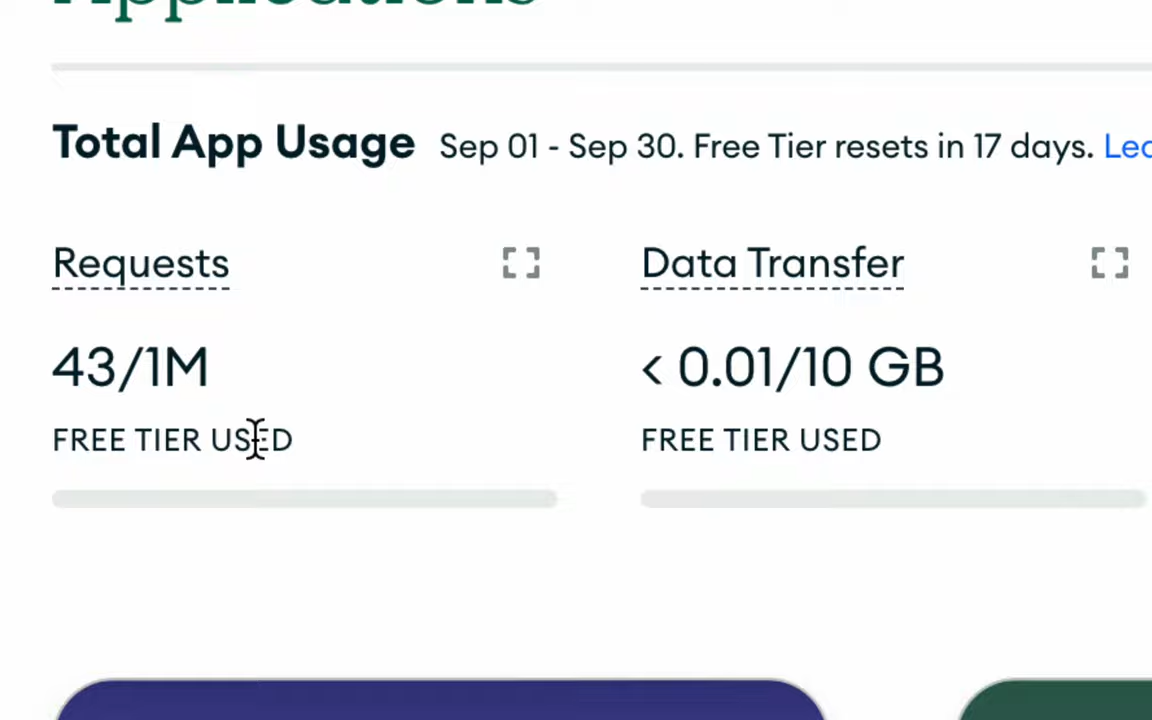 Applications
Total App Usage Sep 01 - Sep 30. Free Tier resets in 17 days.
Requests
Data Transfer
43/1M
< 0.01/10 GB
FREE TIER USED
FREE TIER USED